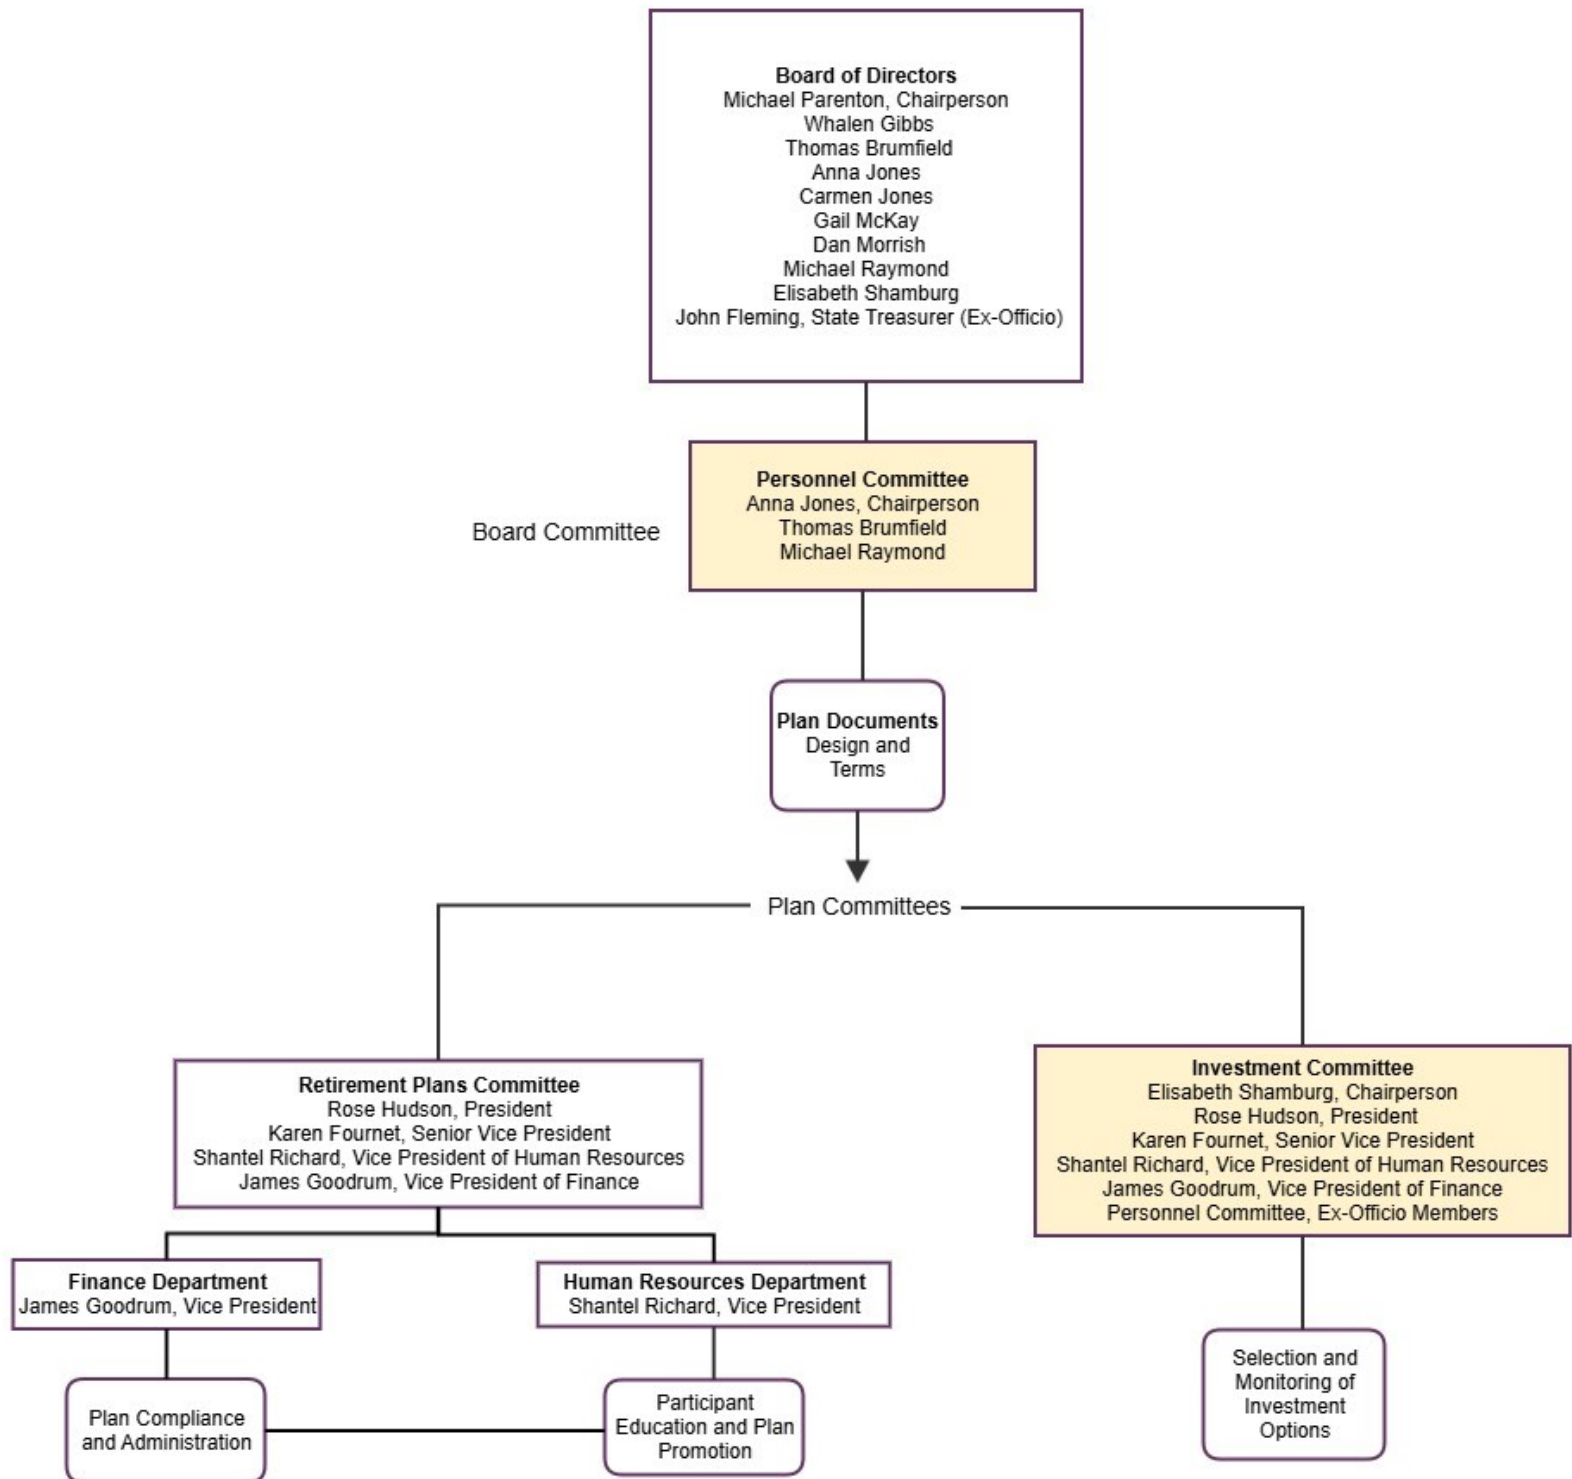 Board of Directors
Michael Parenton, Chairperson
Whalen Gibbs
Thomas Brumfield
Anna Jones
Carmen Jones
Gail McKay
Dan Morrish
Michael Raymond
Elisabeth Shamburg
John Fleming, State Treasurer (Ex-Officio)
Board Committee
Personnel Committee
Anna Jones, Chairperson
Thomas Brumfield
Michael Raymond
Plan Documents
Design and
Terms
Plan Committees
Retirement Plans Committee
Rose Hudson, President
Karen Fournet, Senior Vice President
Shantel Richard, Vice President of Human Resources
James Goodrum, Vice President of Finance
Investment Committee
Elisabeth Shamburg, Chairperson
Rose Hudson, President
Karen Fournet, Senior Vice President
Shantel Richard, Vice President of Human Resources
James Goodrum, Vice President of Finance
Personnel Committee, Ex-Officio Members
Finance Department
James Goodrum, Vice President
Human Resources Department
Shantel Richard, Vice President
Plan Compliance
and Administration
Participant
Education and Plan
Promotion
Selection and
Monitoring of
Investment
Options